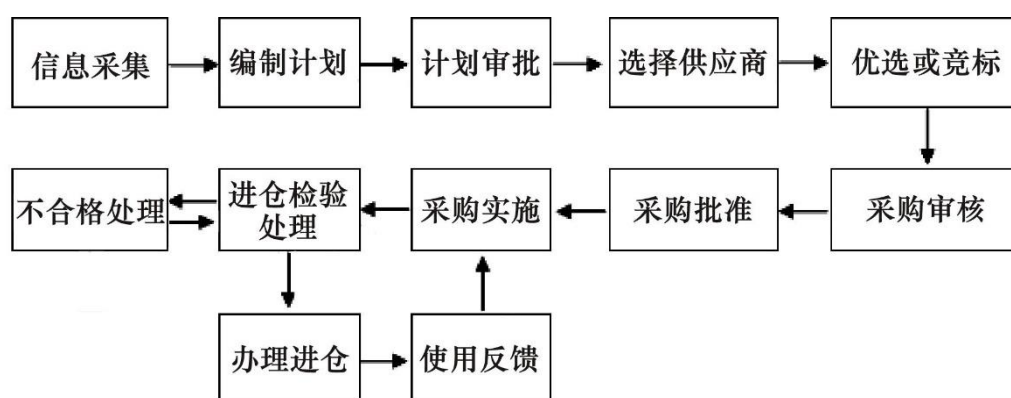 信息采集
编制计划
计划审批
选择供应商
优选或竞标
不合格处理
进仓检验
处理
采购实施
采购批准
采购审核
办理进仓
使用反馈